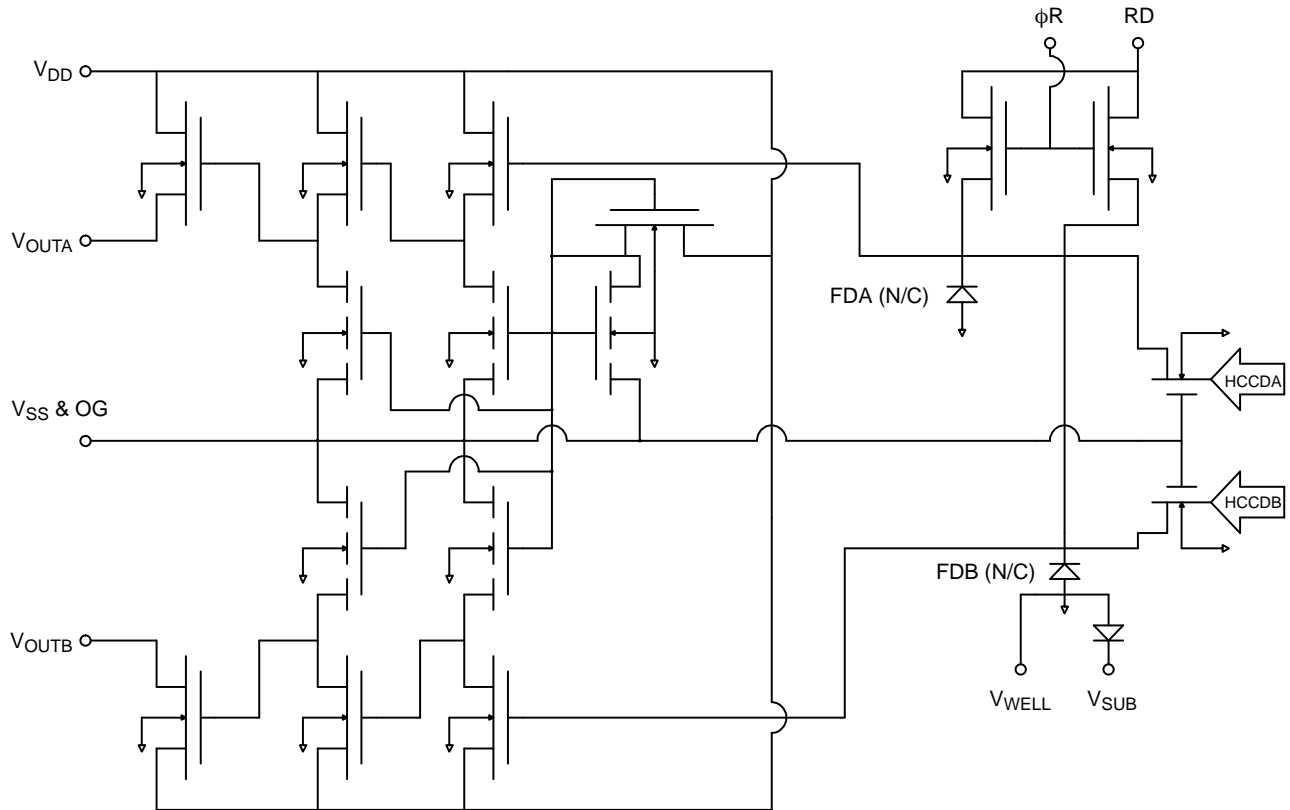 ϕR
RD
VDD
VOUTA
FDA (N/C)
HCCDA
VSS & OG
HCCDB
FDB (N/C)
VOUTB
VWELL
VSUB